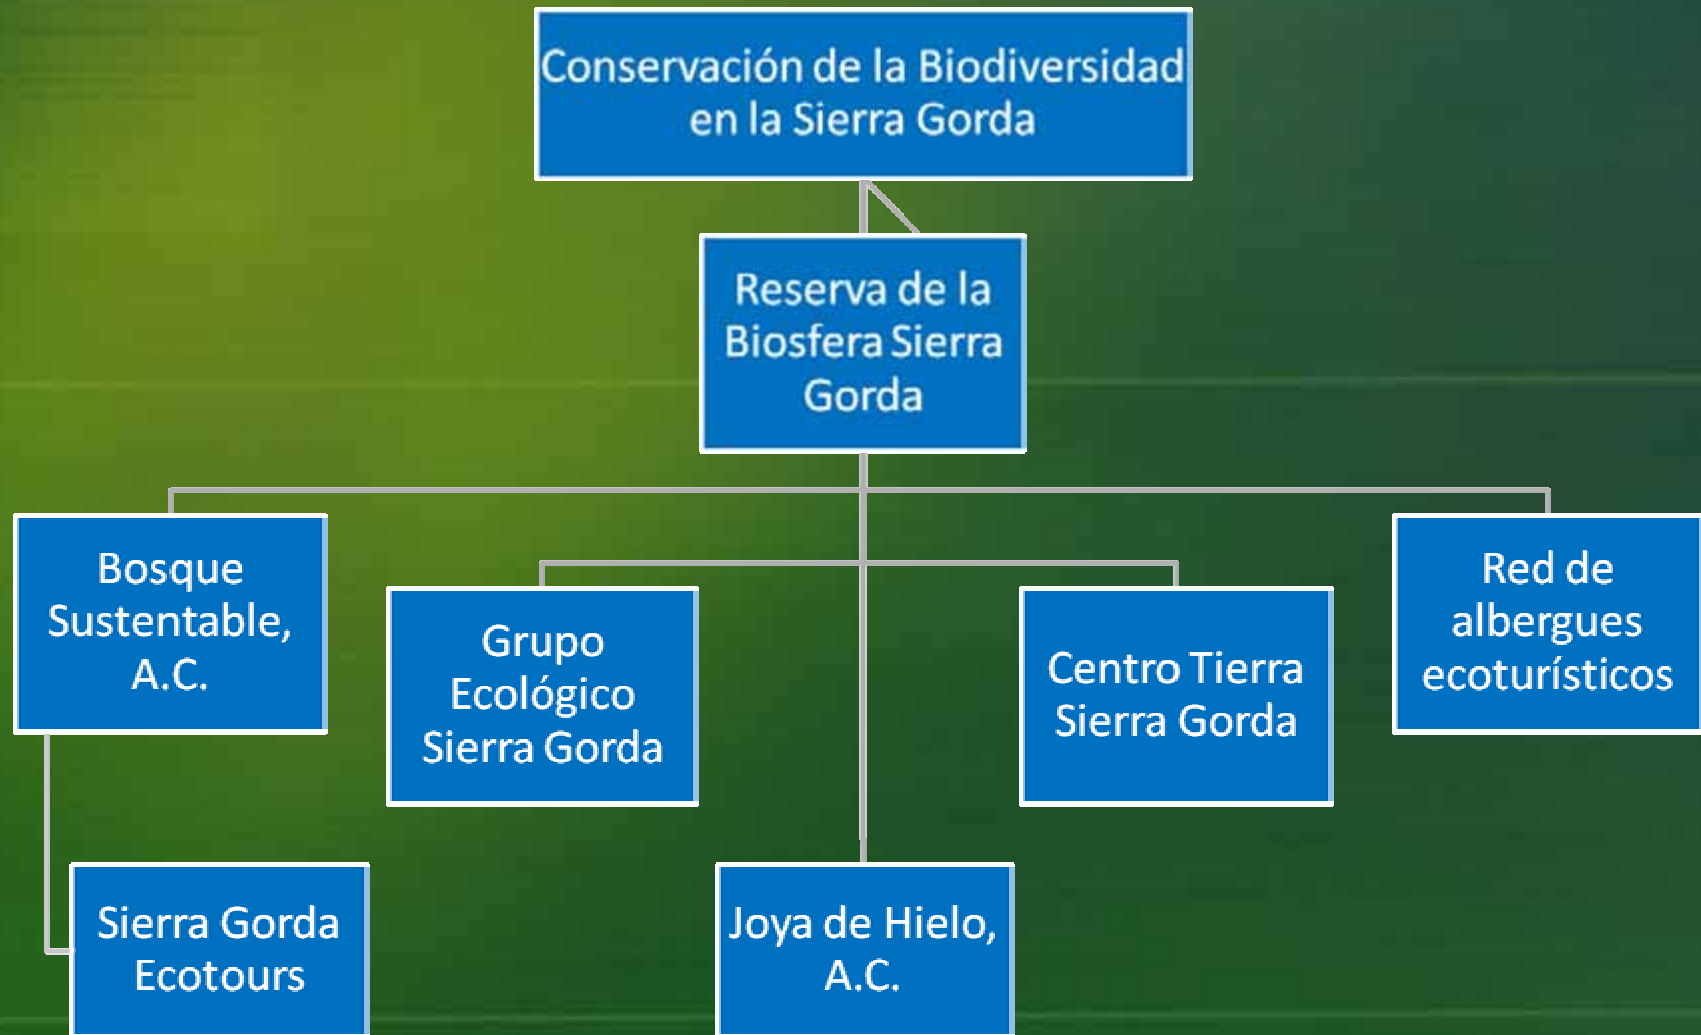 Conservación de la Biodiversidad
en la Sierra Gorda
Reserva de la
Biosfera Sierra
Gorda
Bosque
Sustentable,
A.C.
Grupo
Ecológico
Sierra Gorda
Centro Tierra
Sierra Gorda
Red de
albergues
ecoturísticos
Sierra Gorda
Ecotours
Joya de Hielo,
A.C.